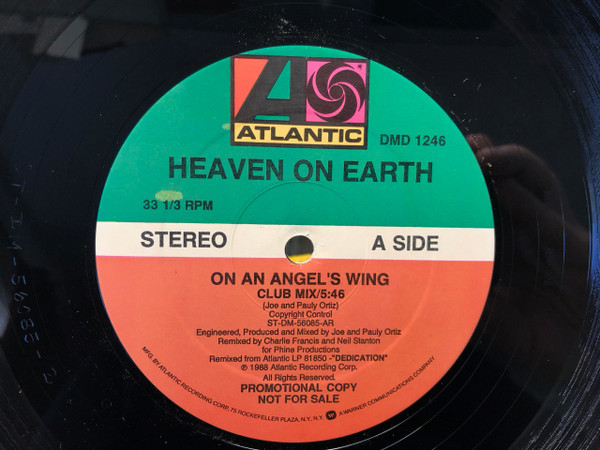 ATLANTIC
DMD 1246
HEAVEN ON EARTH
33 1/3 RPM
STEREO
A SIDE
ON AN ANGEL'S WING
CLUB MIX/5:46
(Joe and Pauly Ortiz)
Copyright Control
ST-DM-56085-AR
Engineered, Produced and Mixed by Joe and Pauly Ortiz
Remixed by Charlie Francis and Neil Stanton
for Phine Productions
Remixed from Atlantic LP 81850 -"DEDICATION"
℗ 1988 Atlantic Recording Corp.
All Rights Reserved.
PROMOTIONAL COPY
NOT FOR SALE
MFG. BY ATLANTIC RECORDING CORP., 75 ROCKEFELLER PLAZA, N.Y., N.Y. A WARNER COMMUNICATIONS COMPANY